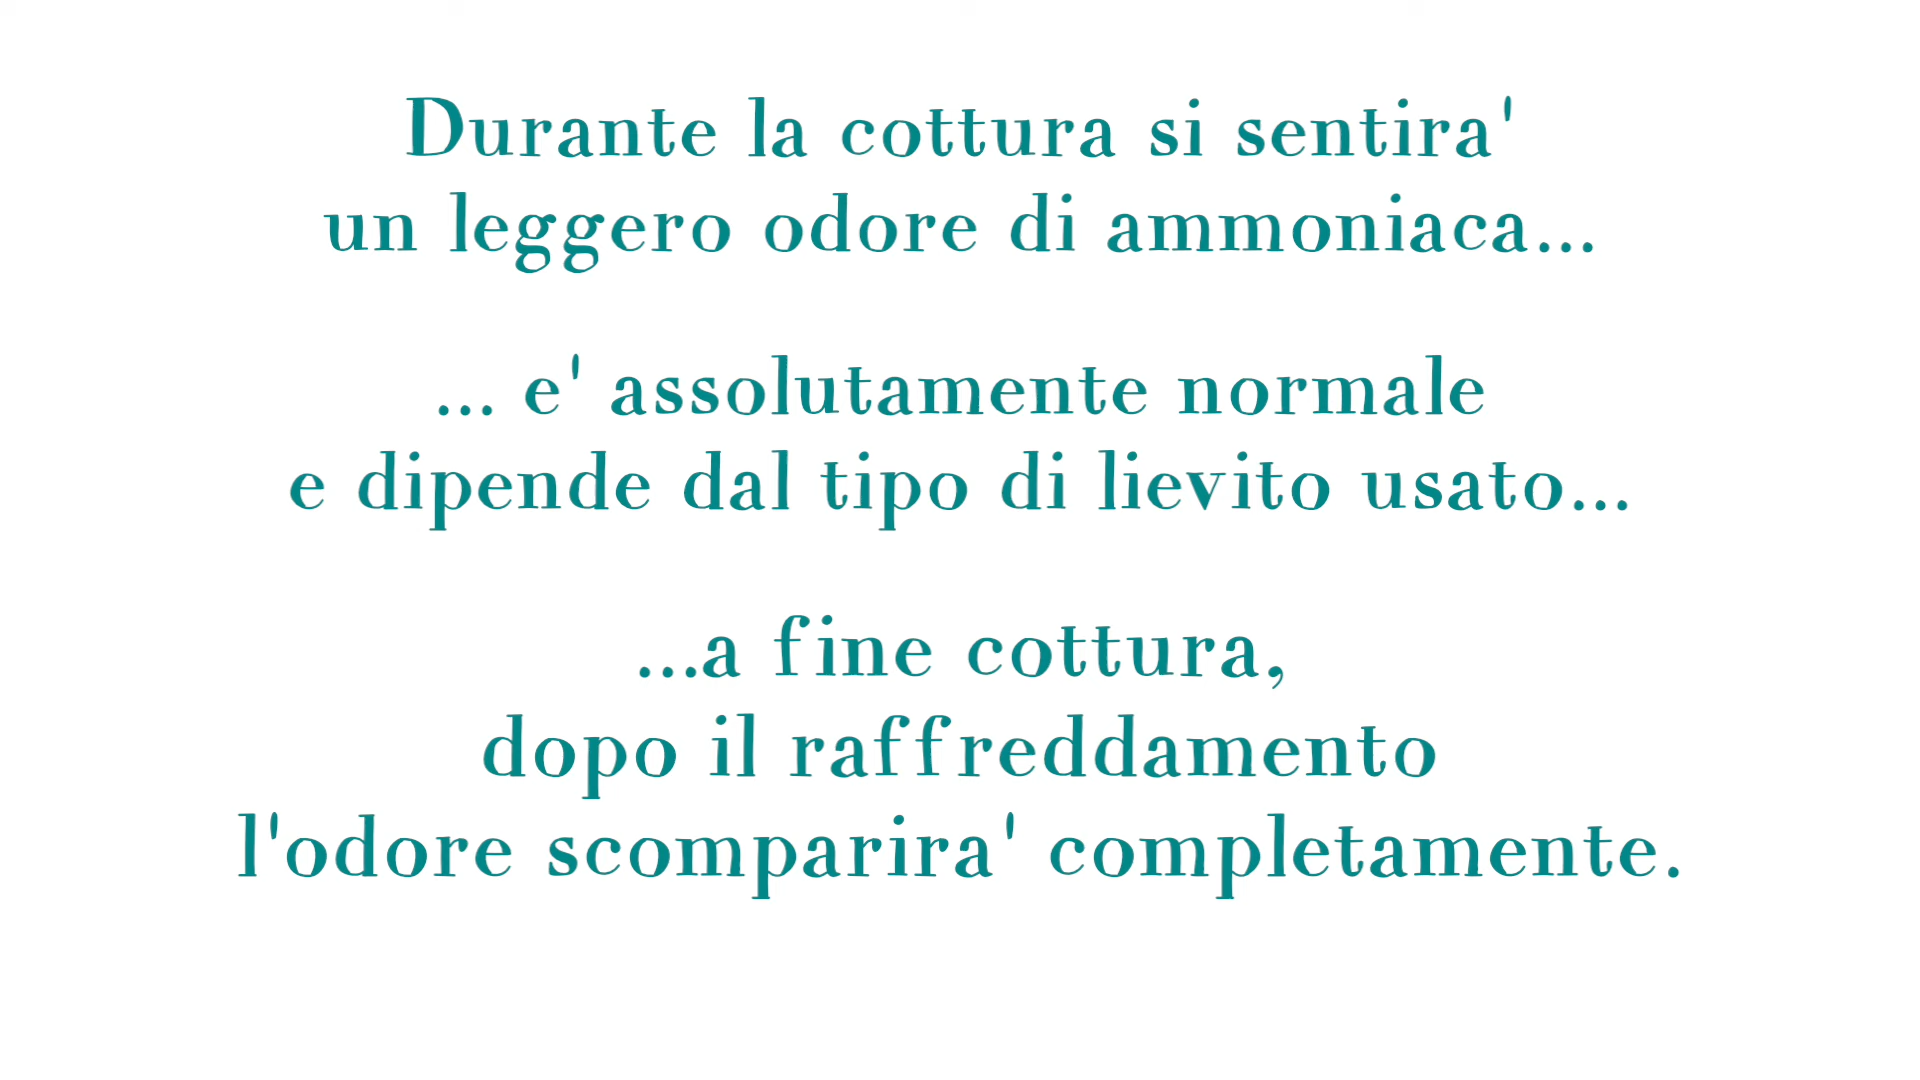 Durante la cottura si sentira'
un leggero odore di ammoniaca...
... e' assolutamente normale
e dipende dal tipo di lievito usato...
...a fine cottura,
dopo il raffreddamento
l'odore scomparira' completamente.